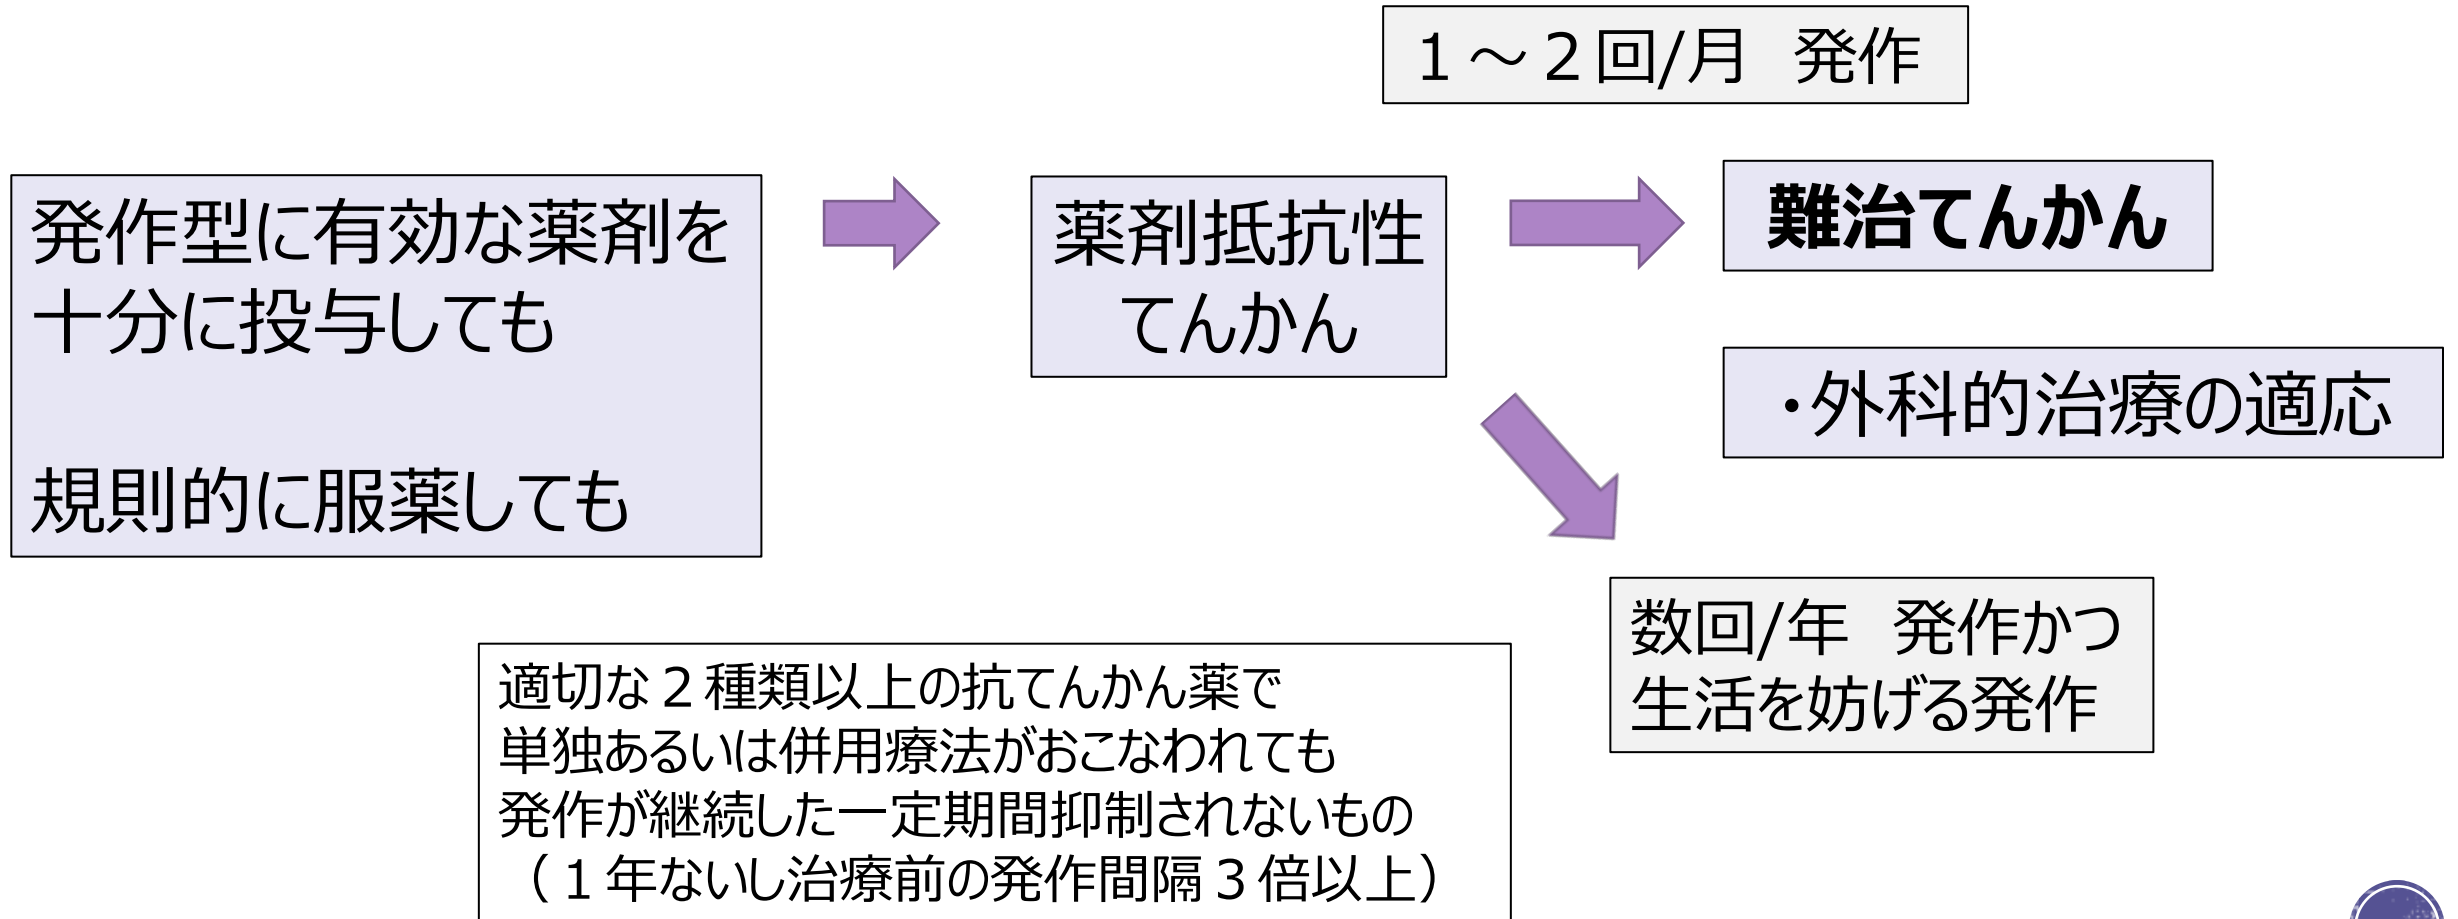 １～２回/月　発作
発作型に有効な薬剤を
十分に投与しても
規則的に服薬しても
薬剤抵抗性
てんかん
難治てんかん
・外科的治療の適応
数回/年　発作かつ
生活を妨げる発作
適切な２種類以上の抗てんかん薬で
単独あるいは併用療法がおこなわれても
発作が継続した一定期間抑制されないもの
（１年ないし治療前の発作間隔３倍以上）